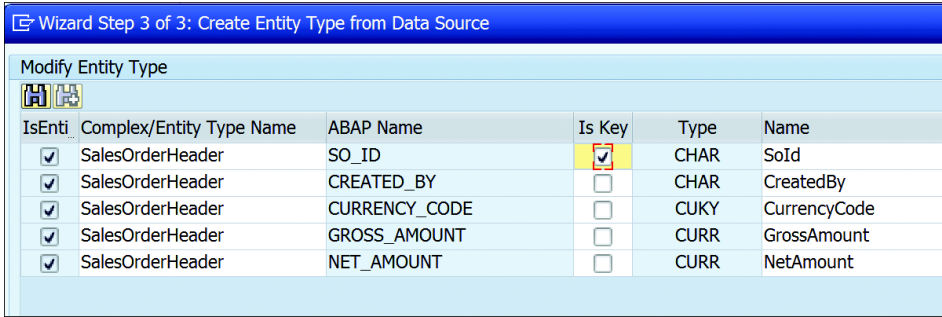 Wizard Step 3 of 3: Create Entity Type from Data Source
Modify Entity Type
IsEnti_ Complex/Entity Type Name ABAP Name Is Key Type Name
SalesOrderHeader SO_ID CHAR SoId
SalesOrderHeader CREATED_BY CHAR CreatedBy
SalesOrderHeader CURRENCY_CODE CUKY CurrencyCode
SalesOrderHeader GROSS_AMOUNT CURR GrossAmount
SalesOrderHeader NET_AMOUNT CURR NetAmount